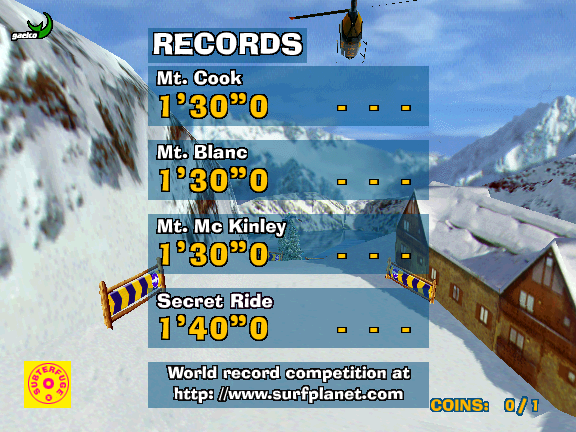 gaelco
RECORDS
Mt. Cook
1'30"0 - - -
Mt. Blanc
1'30"0 - - -
Mt. Mc Kinley
1'30"0 - - -
Secret Ride
1'40"0 - - -
World record competition at
http: //www.surfplanet.com
SUBTERFUGE
COINS: 0/1